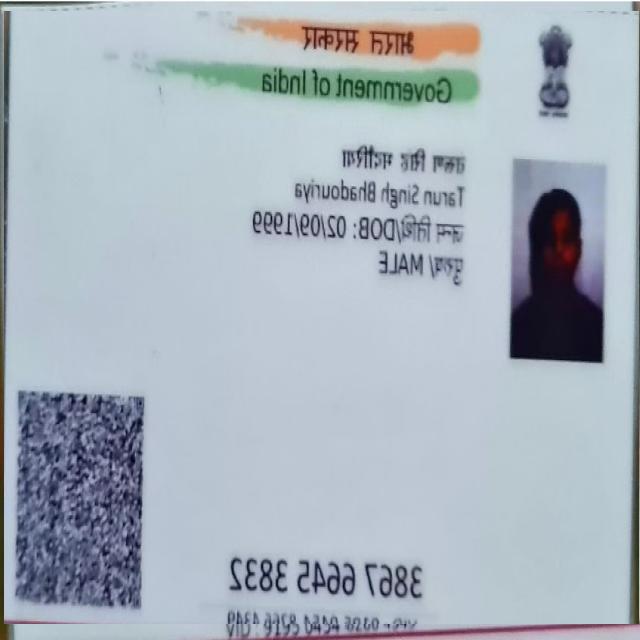 भारत सरकार
Government of India
तरुण सिंह भदौरिया
Tarun Singh Bhadouriya
जन्म तिथि/DOB: 02/09/1999
पुरुष/ MALE
3867 6645 3832